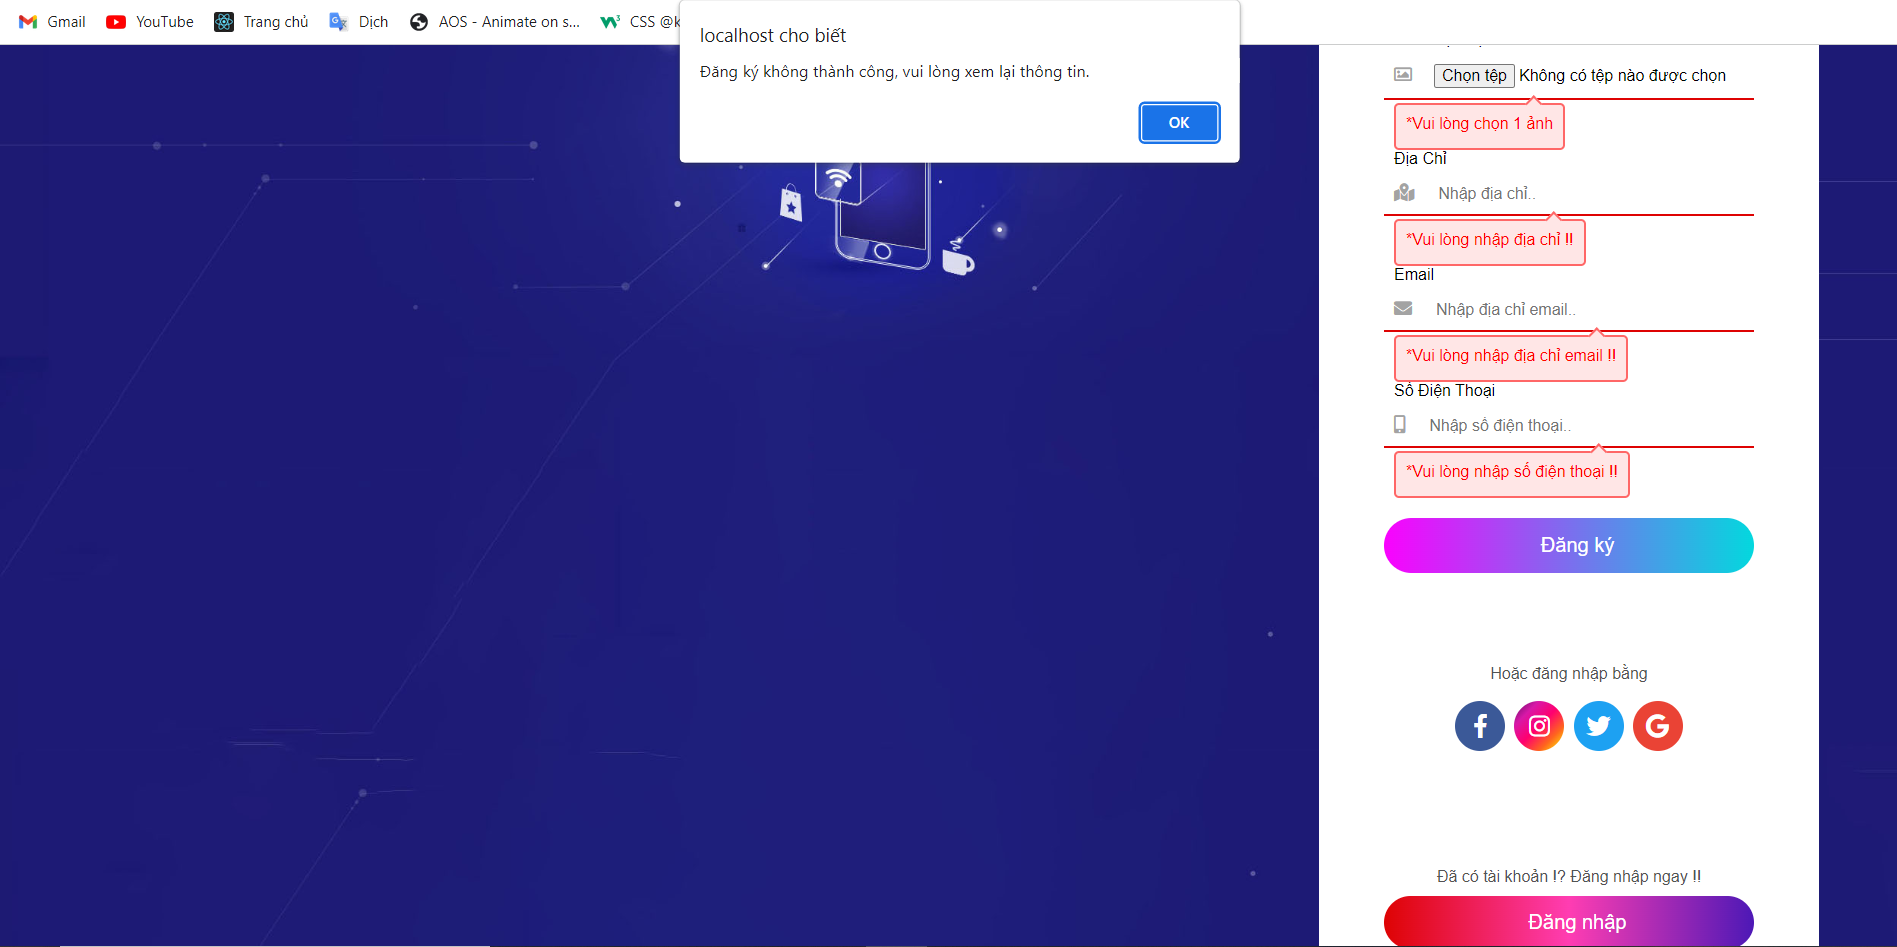 Gmail YouTube Trang chủ Dịch AOS - Animate on s... CSS @k
localhost cho biết
Đăng ký không thành công, vui lòng xem lại thông tin.
OK
Chọn tệp Không có tệp nào được chọn
*Vui lòng chọn 1 ảnh
Địa Chỉ
Nhập địa chỉ..
*Vui lòng nhập địa chỉ !!
Email
Nhập địa chỉ email..
*Vui lòng nhập địa chỉ email !!
Số Điện Thoại
Nhập số điện thoại..
*Vui lòng nhập số điện thoại !!
Đăng ký
Hoặc đăng nhập bằng
Đã có tài khoản !? Đăng nhập ngay !!
Đăng nhập